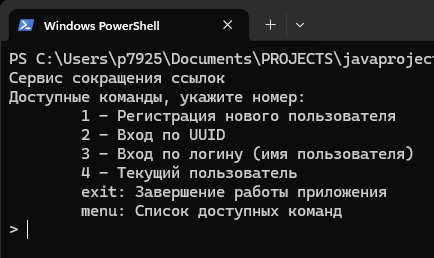 Windows PowerShell
PS C:\Users\p7925\Documents\PROJECTS\javaproject
Сервис сокращения ссылок
Доступные команды, укажите номер:
1 - Регистрация нового пользователя
2 - Вход по UUID
3 - Вход по логину (имя пользователя)
4 - Текущий пользователь
exit: Завершение работы приложения
menu: Список доступных команд
>